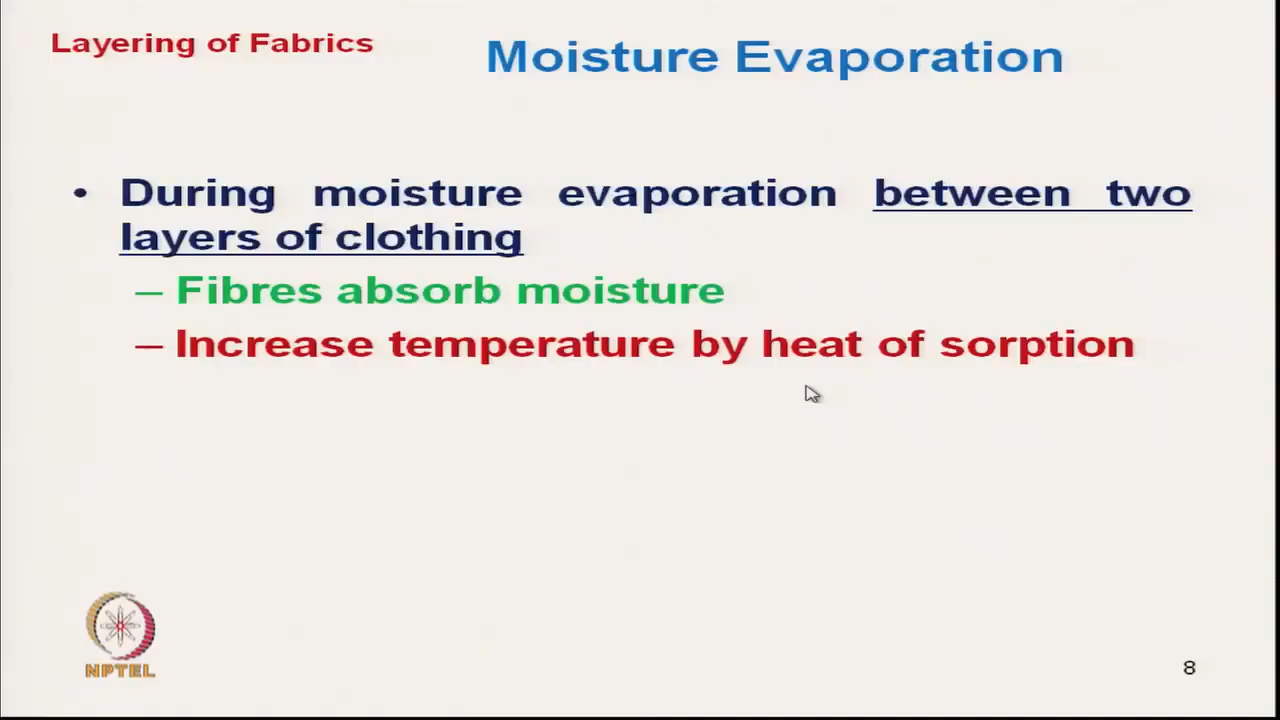 Layering of Fabrics
Moisture Evaporation
• During moisture evaporation between two
layers of clothing
– Fibres absorb moisture
– Increase temperature by heat of sorption
NPTEL
8